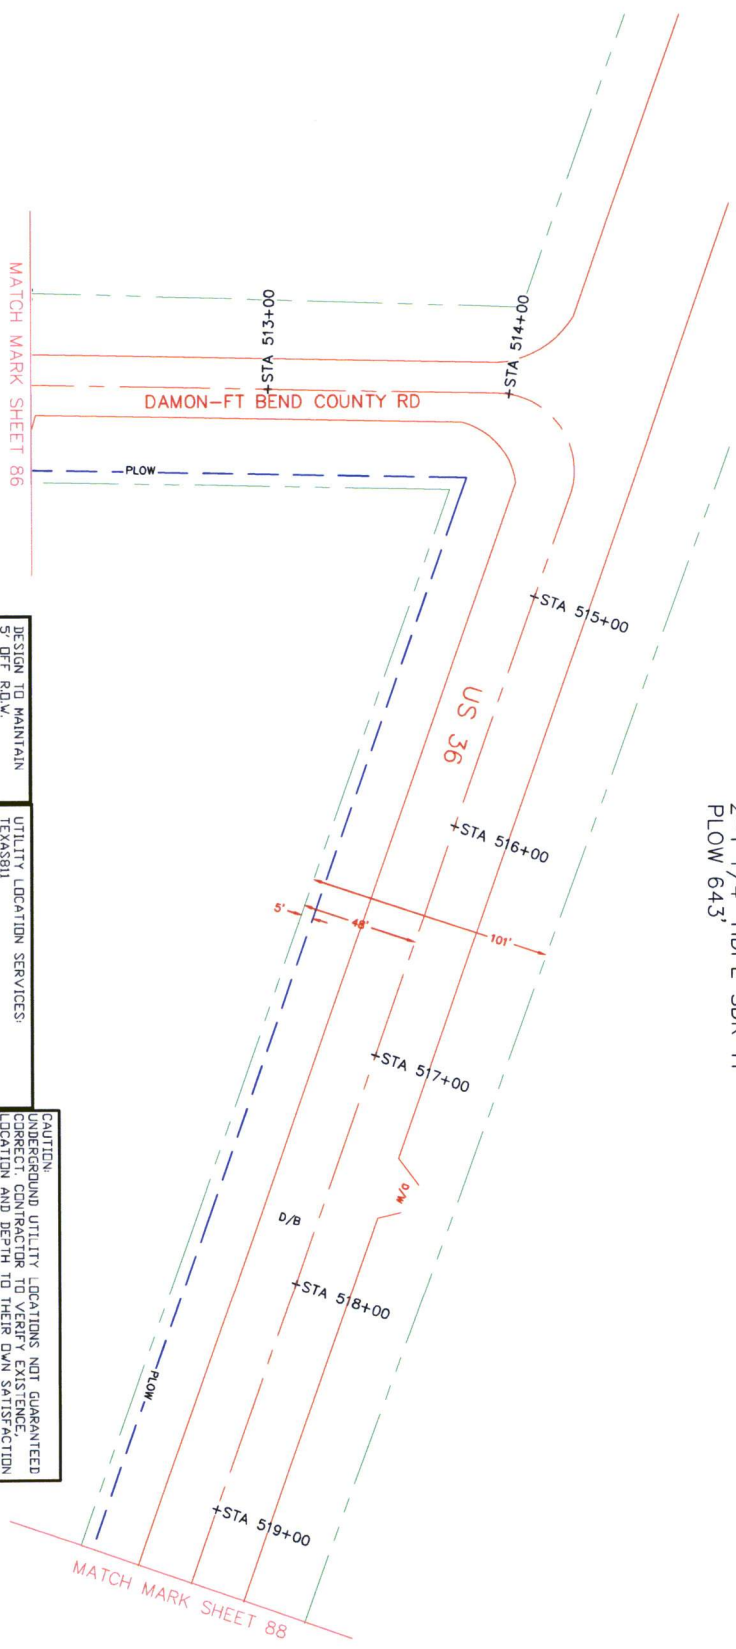 PLOW 643'
STA 513+00
STA 514+00
DAMON-FT BEND COUNTY RD
MATCH MARK SHEET 86
PLOW
STA 515+00
US 36
STA 516+00
5'
48'
101'
STA 517+00
D/W
D/B
STA 518+00
PLOW
STA 519+00
MATCH MARK SHEET 88
DESIGN TO MAINTAIN
5' OFF R.O.W.
UTILITY LOCATION SERVICES:
TEXAS811
CAUTION:
UNDERGROUND UTILITY LOCATIONS NOT GUARANTEED
CORRECT. CONTRACTOR TO VERIFY EXISTENCE,
LOCATION AND DEPTH TO THEIR OWN SATISFACTION